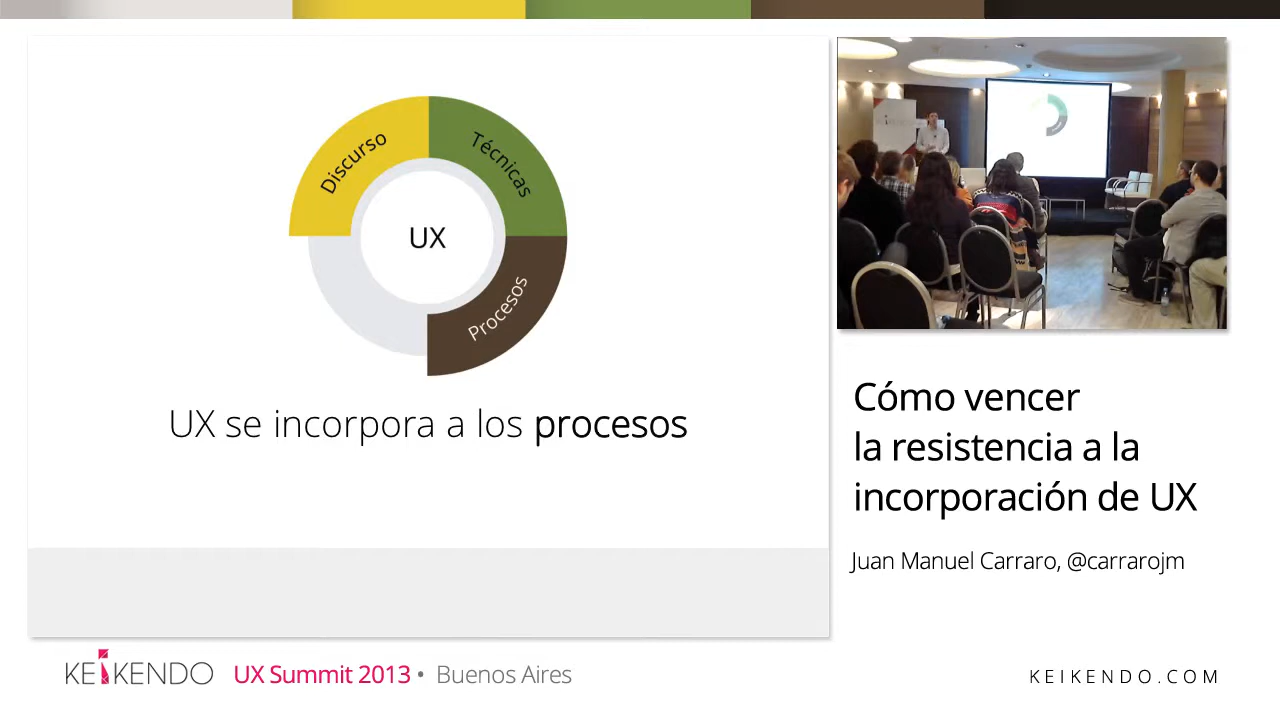 Discurso
Técnicas
UX
Procesos
UX se incorpora a los procesos
Cómo vencer
la resistencia a la
incorporación de UX
Juan Manuel Carraro, @carrarojm
KEIKENDO UX Summit 2013 • Buenos Aires
KEIKENDO.COM